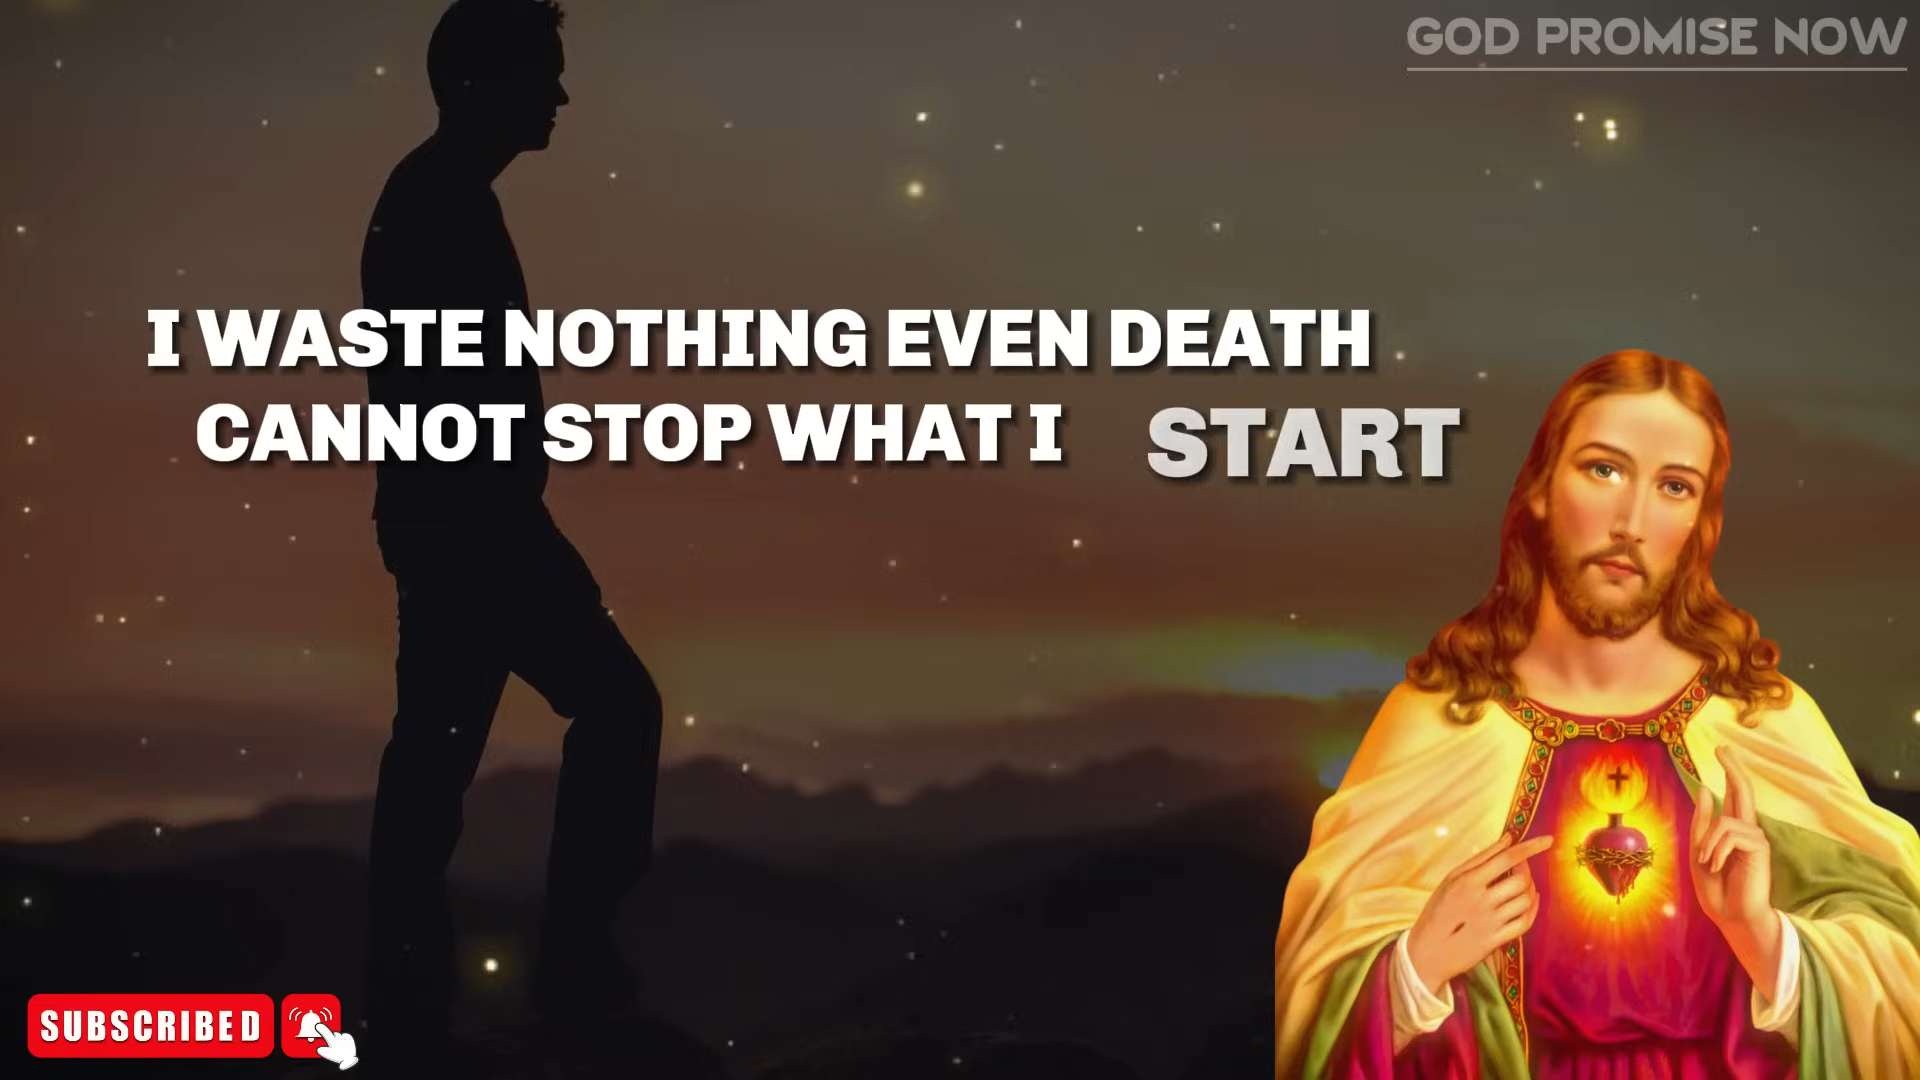 GOD PROMISE NOW
I WASTE NOTHING EVEN DEATH
CANNOT STOP WHAT I START
SUBSCRIBED